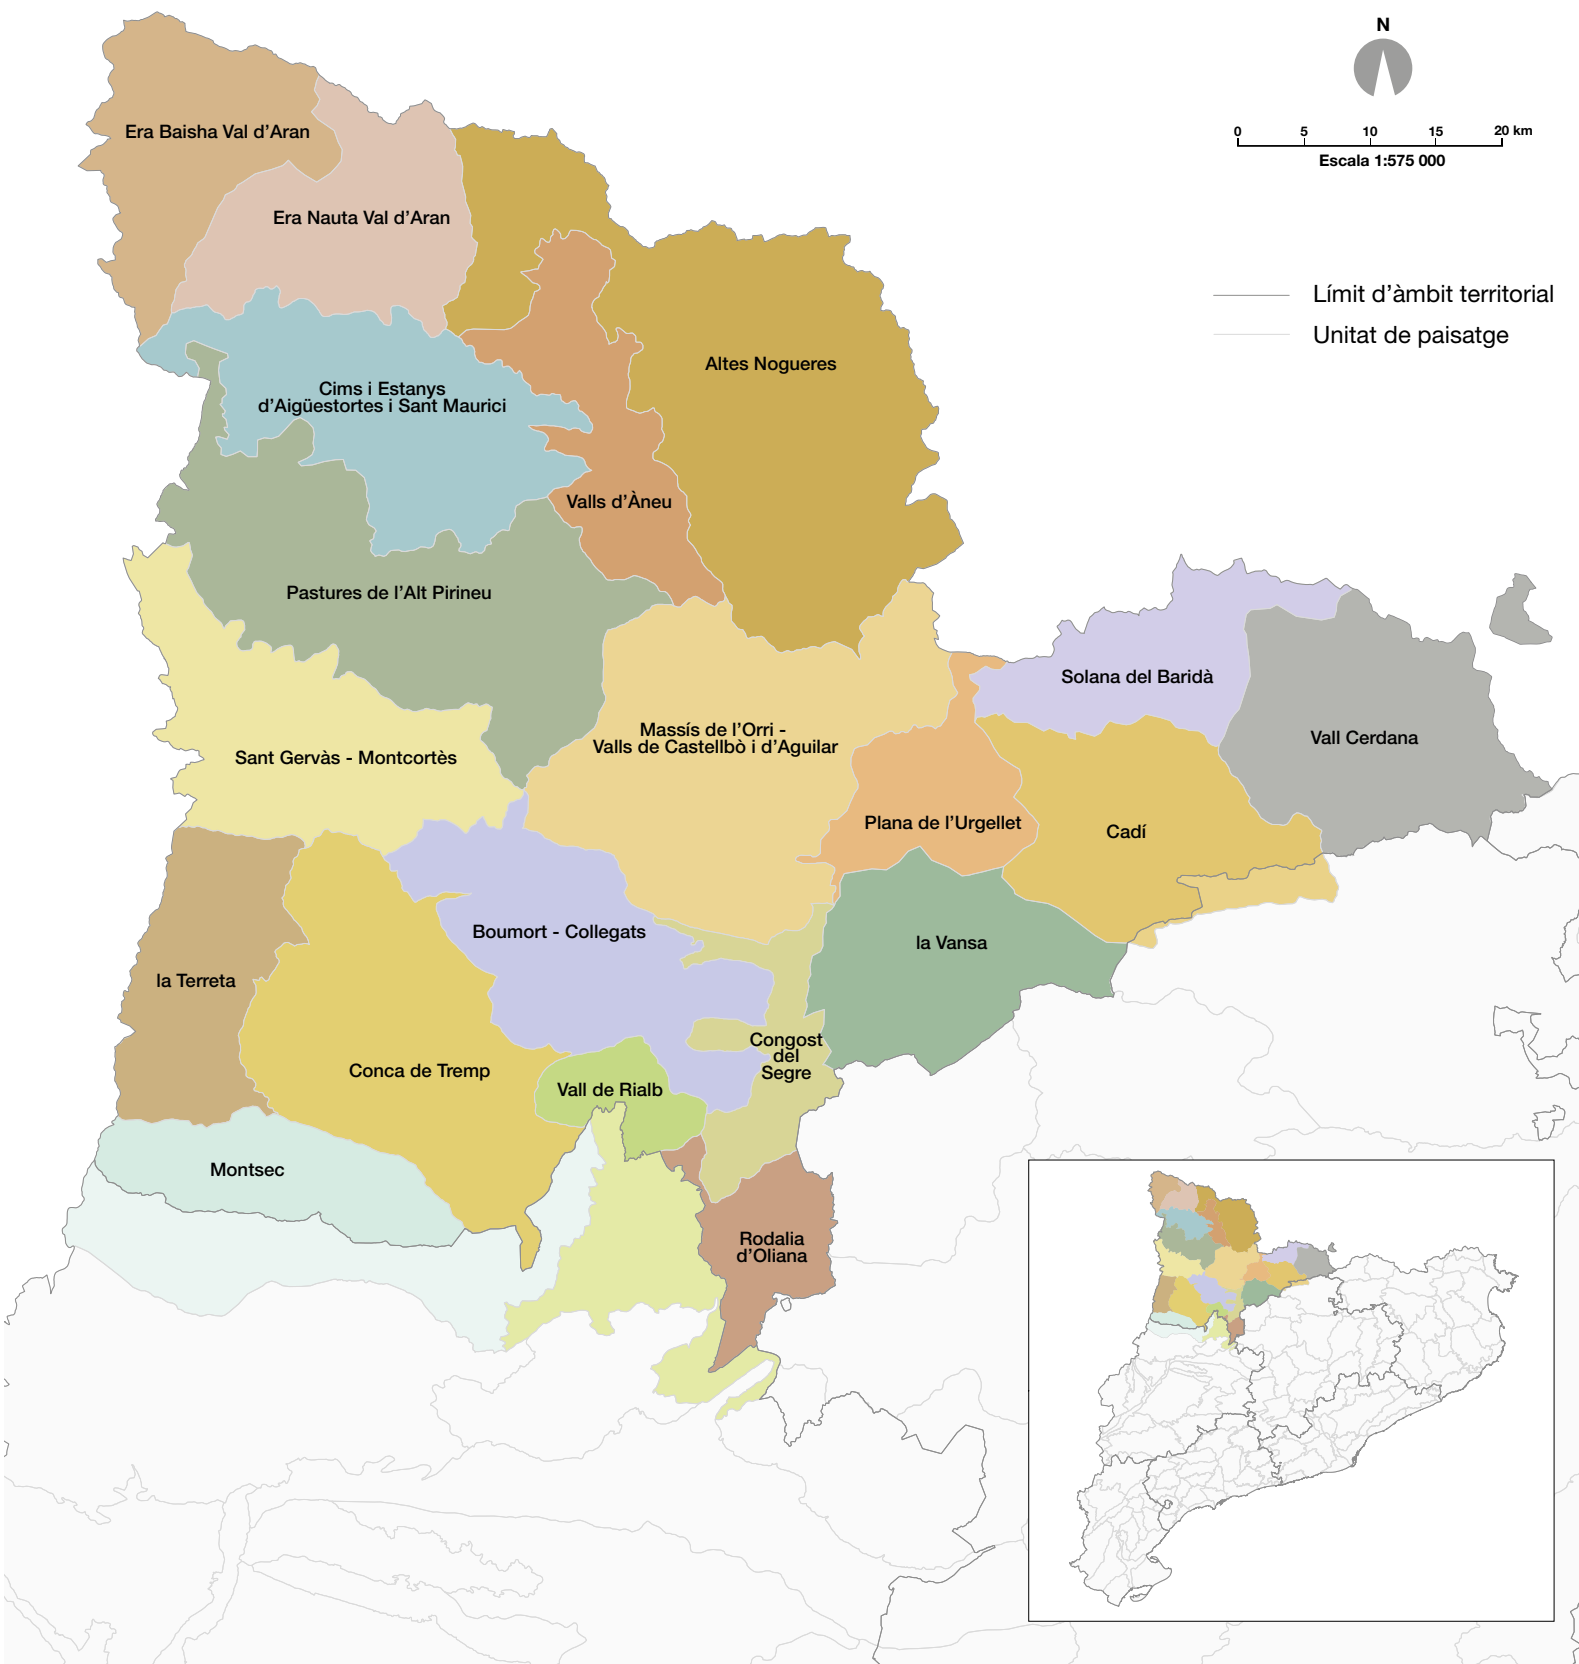 N
0 5 10 15 20 km
Escala 1:575 000
Límit d’àmbit territorial
Unitat de paisatge
Era Baisha Val d’Aran
Era Nauta Val d’Aran
Altes Nogueres
Cims i Estanys
d’Aigüestortes i Sant Maurici
Valls d’Àneu
Pastures de l’Alt Pirineu
Solana del Baridà
Massís de l’Orri -
Valls de Castellbò i d’Aguilar
Vall Cerdana
Sant Gervàs - Montcortès
Plana de l’Urgellet
Cadí
Boumort - Collegats
la Vansa
la Terreta
Congost
del
Segre
Conca de Tremp
Vall de Rialb
Montsec
Rodalia
d’Oliana